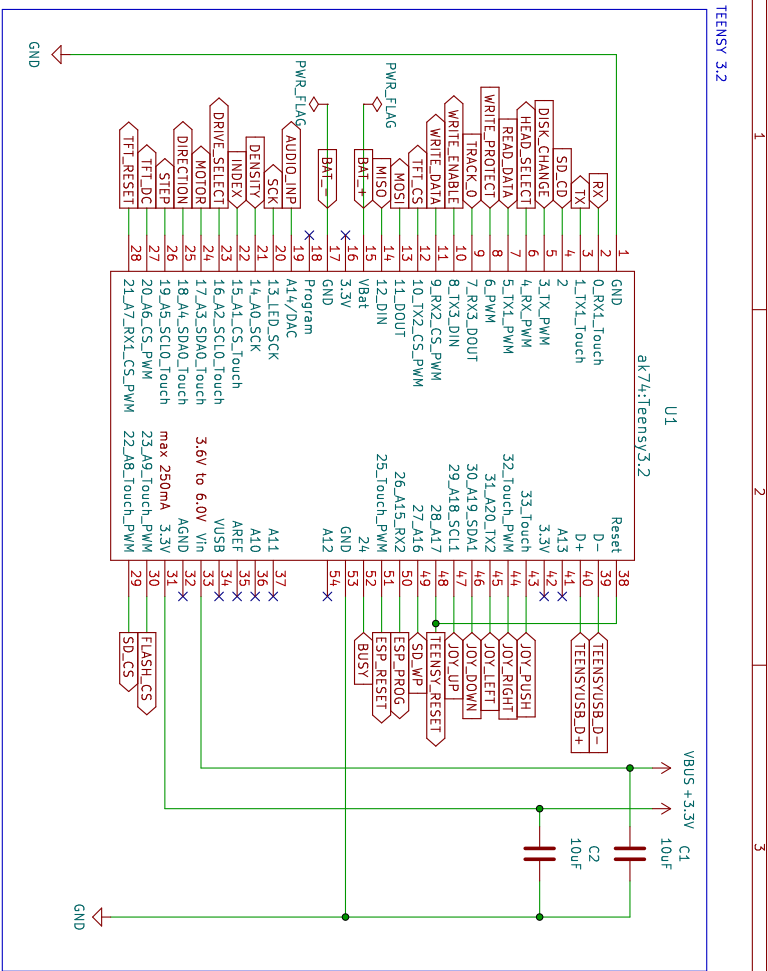 1 2 3
TEENSY 3.2
VBUS +3.3V
U1
ak74:Teensy3.2
C1
10uF
C2
10uF
1 GND Reset 38
RX 2 0_RX1_Touch D- 39 TEENSYUSB_D-
TX 3 1_TX1_Touch D+ 40 TEENSYUSB_D+
SD_CD 4 2 A13 41
DISK_CHANGE 5 3_TX_PWM 3.3V 42
HEAD_SELECT 6 4_RX_PWM 33_Touch 43 JOY_PUSH
READ_DATA 7 5_TX1_PWM 32_Touch_PWM 44 JOY_RIGHT
WRITE_PROTECT 8 6_PWM 31_A20_TX2 45 JOY_LEFT
TRACK_0 9 7_RX3_DOUT 30_A19_SDA1 46 JOY_DOWN
WRITE_ENABLE 10 8_TX3_DIN 29_A18_SCL1 47 JOY_UP
WRITE_DATA 11 9_RX2_CS_PWM 28_A17 48 TEENSY_RESET
TFT_CS 12 10_TX2_CS_PWM 27_A16 49 SD_WP
MOSI 13 11_DOUT 26_A15_RX2 50 ESP_PROG
MISO 14 12_DIN 25_Touch_PWM 51 ESP_RESET
PWR_FLAG
BAT_+ 15 VBat 24 52 BUSY
16 3.3V GND 53
BAT_- 17 GND A12 54
PWR_FLAG
18 Program
AUDIO_INP 19 A14/DAC
SCK 20 13_LED_SCK A11 37
DENSITY 21 14_A0_SCK A10 36
INDEX 22 15_A1_CS_Touch AREF 35
DRIVE_SELECT 23 16_A2_SCL0_Touch VUSB 34
MOTOR 24 17_A3_SDA0_Touch 3.6V to 6.0V Vin 33
DIRECTION 25 18_A4_SDA0_Touch AGND 32
STEP 26 19_A5_SCL0_Touch max 250mA 3.3V 31
TFT_DC 27 20_A6_CS_PWM 23_A9_Touch_PWM 30 FLASH_CS
TFT_RESET 28 21_A7_RX1_CS_PWM 22_A8_Touch_PWM 29 SD_CS
GND
GND